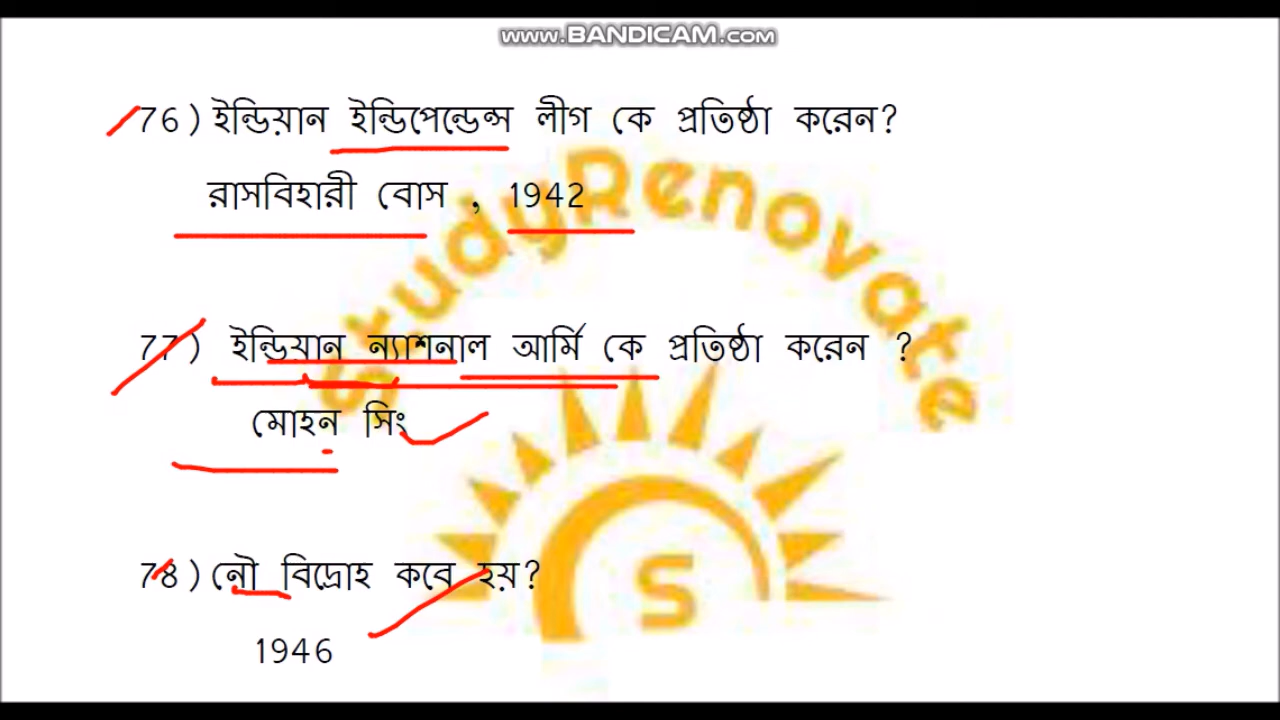 www.BANDICAM.com
76)ইন্ডিয়ান ইন্ডিপেন্ডেন্স লীগ কে প্রতিষ্ঠা করেন?
রাসবিহারী বোস , 1942
StudyRenovate
77) ইন্ডিয়ান ন্যাশনাল আর্মি কে প্রতিষ্ঠা করেন ?
মোহন সিং
78)নৌ বিদ্রোহ কবে হয়?
S
1946